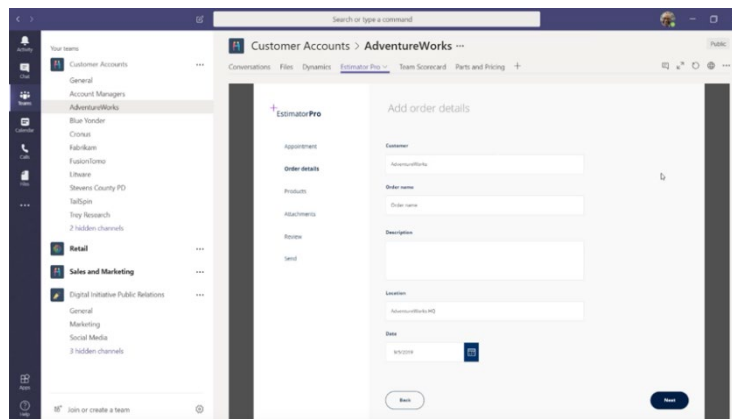 Search or type a command
Activity
Chat
Teams
Calendar
Calls
Files
Apps
Help
Your teams
Customer Accounts
General
Account Managers
AdventureWorks
Blue Yonder
Cronus
Fabrikam
FusionTomo
Litware
Stevens County PD
TailSpin
Trey Research
2 hidden channels
Retail
Sales and Marketing
Digital Initiative Public Relations
General
Marketing
Social Media
3 hidden channels
Join or create a team
Customer Accounts > AdventureWorks ...
Public
Conversations Files Dynamics Estimator Pro Team Scorecard Parts and Pricing +
EstimatorPro
Appointment
Order details
Products
Attachments
Review
Send
Add order details
Customer
AdventureWorks
Order name
Order name
Description
Location
AdventureWorks HQ
Date
Back
Next